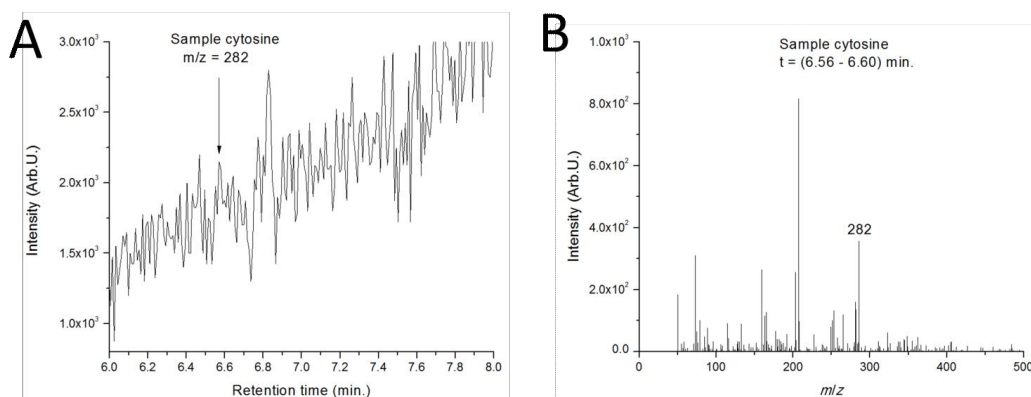 A
Sample cytosine
m/z = 282
3.0x10³
2.5x10³
2.0x10³
1.5x10³
1.0x10³
Intensity (Arb.U.)
6.0 6.2 6.4 6.6 6.8 7.0 7.2 7.4 7.6 7.8 8.0
Retention time (min.)
B
Sample cytosine
t = (6.56 - 6.60) min.
282
1.0x10³
8.0x10²
6.0x10²
4.0x10²
2.0x10²
0.0
Intensity (Arb.U.)
0 100 200 300 400 500
m/z